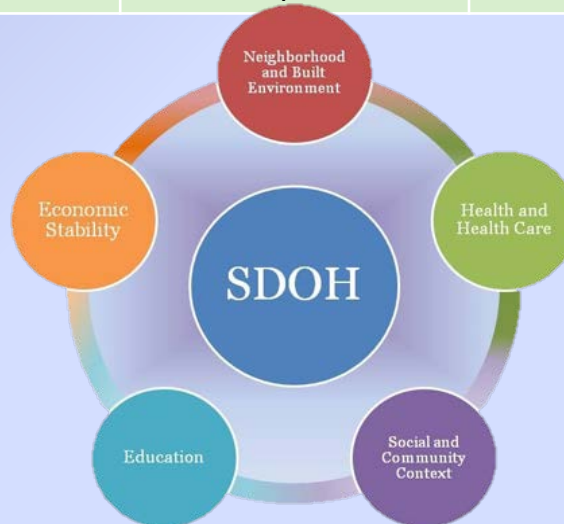 Neighborhood
and Built
Environment
Economic
Stability
Health and
Health Care
SDOH
Education
Social and
Community
Context